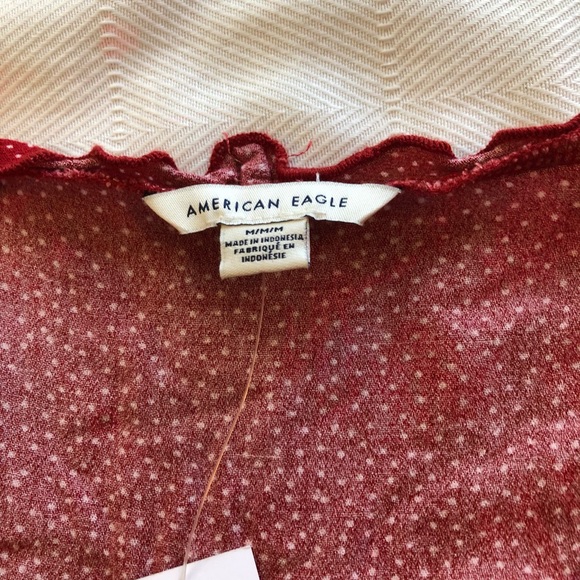 AMERICAN EAGLE
M/M/M
MADE IN INDONESIA
FABRIQUÉ EN
INDONÉSIE